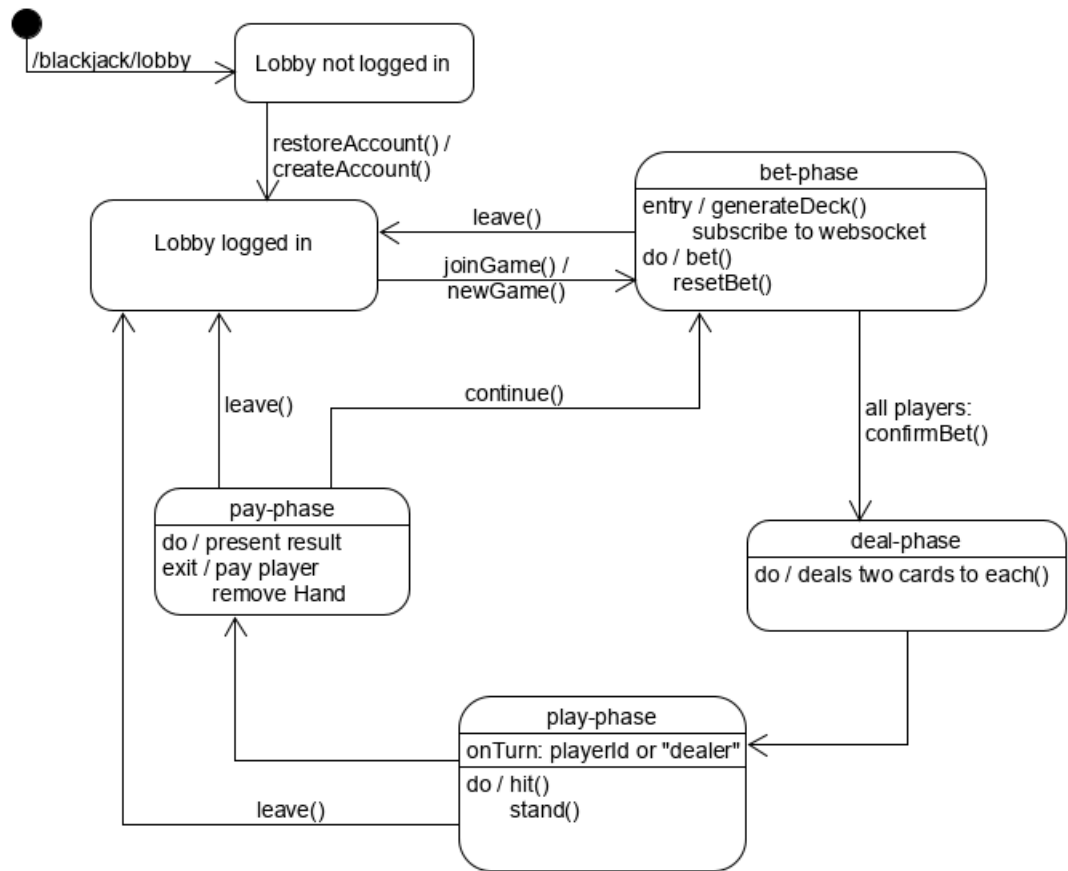 /blackjack/lobby
Lobby not logged in
restoreAccount() /
createAccount()
Lobby logged in
leave()
joinGame() /
newGame()
bet-phase
entry / generateDeck()
subscribe to websocket
do / bet()
resetBet()
leave()
continue()
all players:
confirmBet()
pay-phase
do / present result
exit / pay player
remove Hand
deal-phase
do / deals two cards to each()
play-phase
onTurn: playerId or "dealer"
do / hit()
stand()
leave()